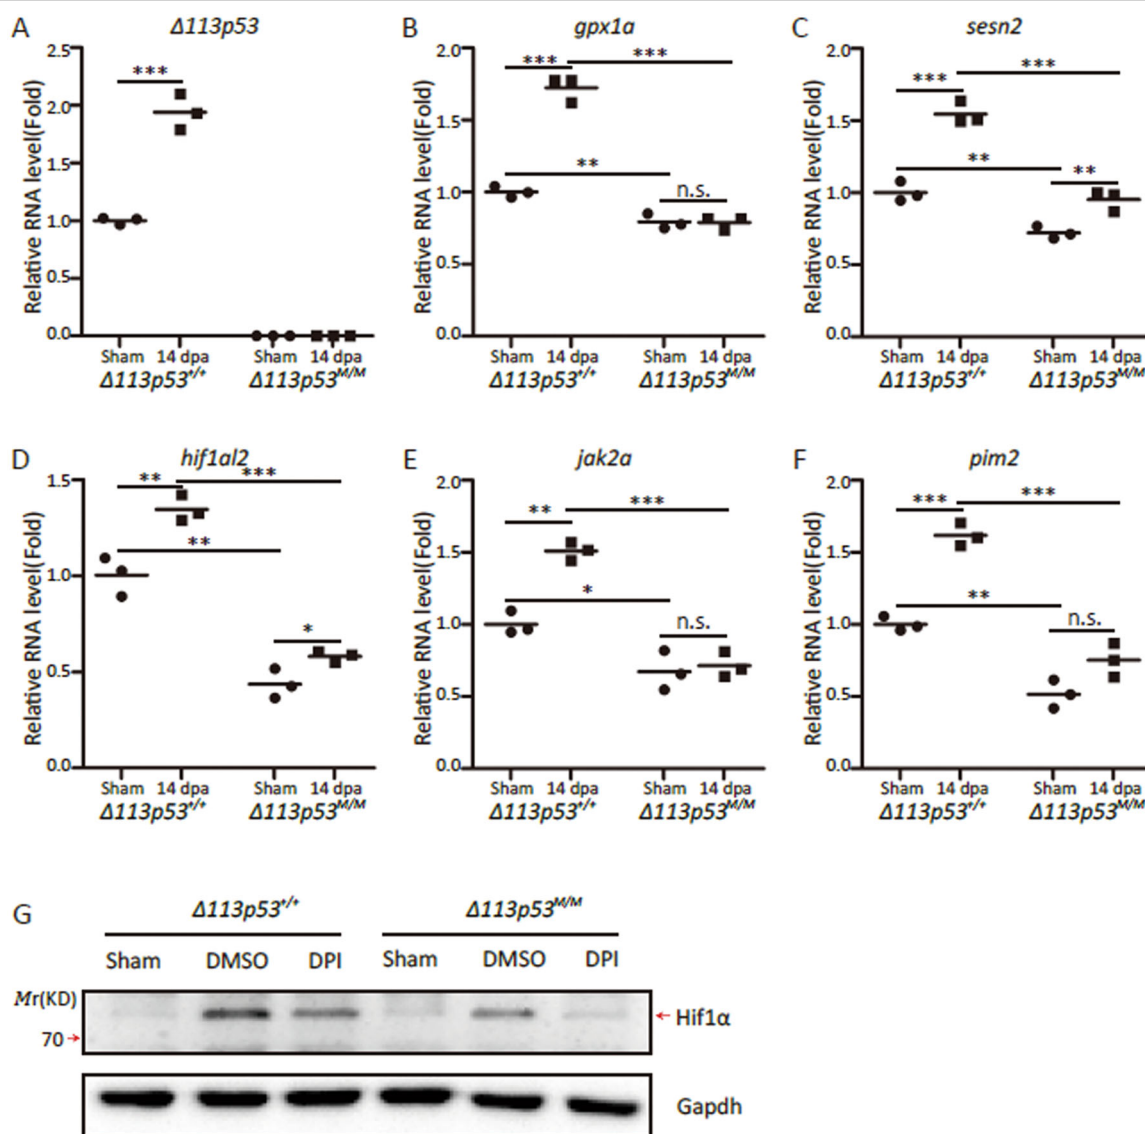 A Δ113p53
Relative RNA level(Fold)
2.5
2.0
1.5
1.0
0.5
0.0
***
Sham 14 dpa Sham 14 dpa
Δ113p53+/+ Δ113p53M/M
B gpx1a
Relative RNA level(Fold)
2.0
1.5
1.0
0.5
0.0
*** ***
**
n.s.
Sham 14 dpa Sham 14 dpa
Δ113p53+/+ Δ113p53M/M
C sesn2
Relative RNA level(Fold)
2.0
1.5
1.0
0.5
0.0
*** ***
** **
Sham 14 dpa Sham 14 dpa
Δ113p53+/+ Δ113p53M/M
D hif1al2
Relative RNA level(Fold)
1.5
1.0
0.5
0.0
** ***
**
*
Sham 14 dpa Sham 14 dpa
Δ113p53+/+ Δ113p53M/M
E jak2a
Relative RNA level(Fold)
2.0
1.5
1.0
0.5
0.0
** ***
*
n.s.
Sham 14 dpa Sham 14 dpa
Δ113p53+/+ Δ113p53M/M
F pim2
Relative RNA level(Fold)
2.0
1.5
1.0
0.5
0.0
*** ***
**
n.s.
Sham 14 dpa Sham 14 dpa
Δ113p53+/+ Δ113p53M/M
G Δ113p53+/+ Δ113p53M/M
Sham DMSO DPI Sham DMSO DPI
Mr(KD)
Hif1α
70
Gapdh